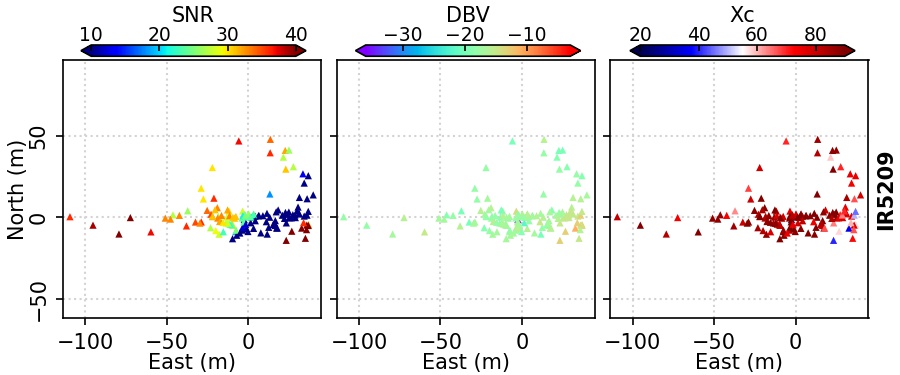 SNR DBV Xc
10 20 30 40 −30 −20 −10 20 40 60 80
North (m)
50
0
−50
−100 −50 0 −100 −50 0 −100 −50 0
East (m) East (m) East (m)
IR5209